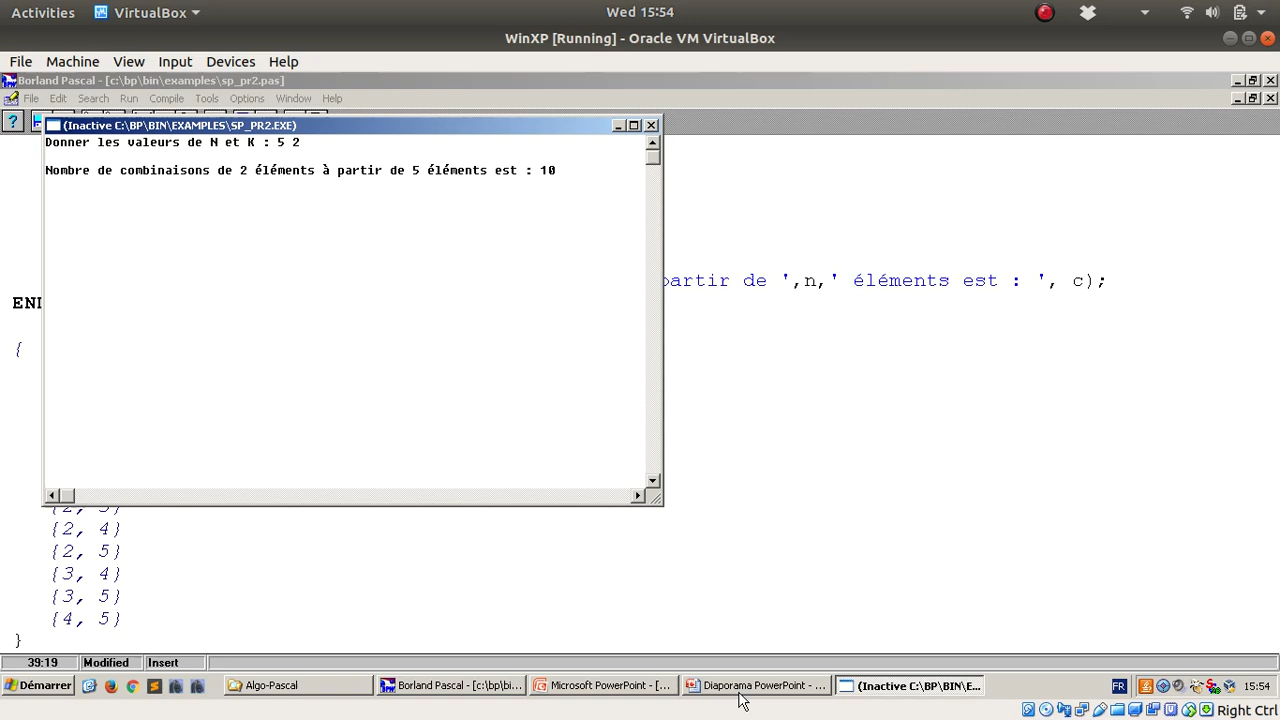 Activities VirtualBox Wed 15:54
WinXP [Running] - Oracle VM VirtualBox
File Machine View Input Devices Help
Borland Pascal - [c:\bp\bin\examples\sp_pr2.pas]
File Edit Search Run Compile Tools Options Window Help
(Inactive C:\BP\BIN\EXAMPLES\SP_PR2.EXE)
Donner les valeurs de N et K : 5 2
Nombre de combinaisons de 2 éléments à partir de 5 éléments est : 10
partir de ',n,' éléments est : ', c);
{
{2, 4}
{2, 5}
{3, 4}
{3, 5}
{4, 5}
}
39:19 Modified Insert
Démarrer Algo-Pascal Borland Pascal - [c:\bp\bi... Microsoft PowerPoint - [... Diaporama PowerPoint - ... (Inactive C:\BP\BIN\E... FR 15:54
Right Ctrl